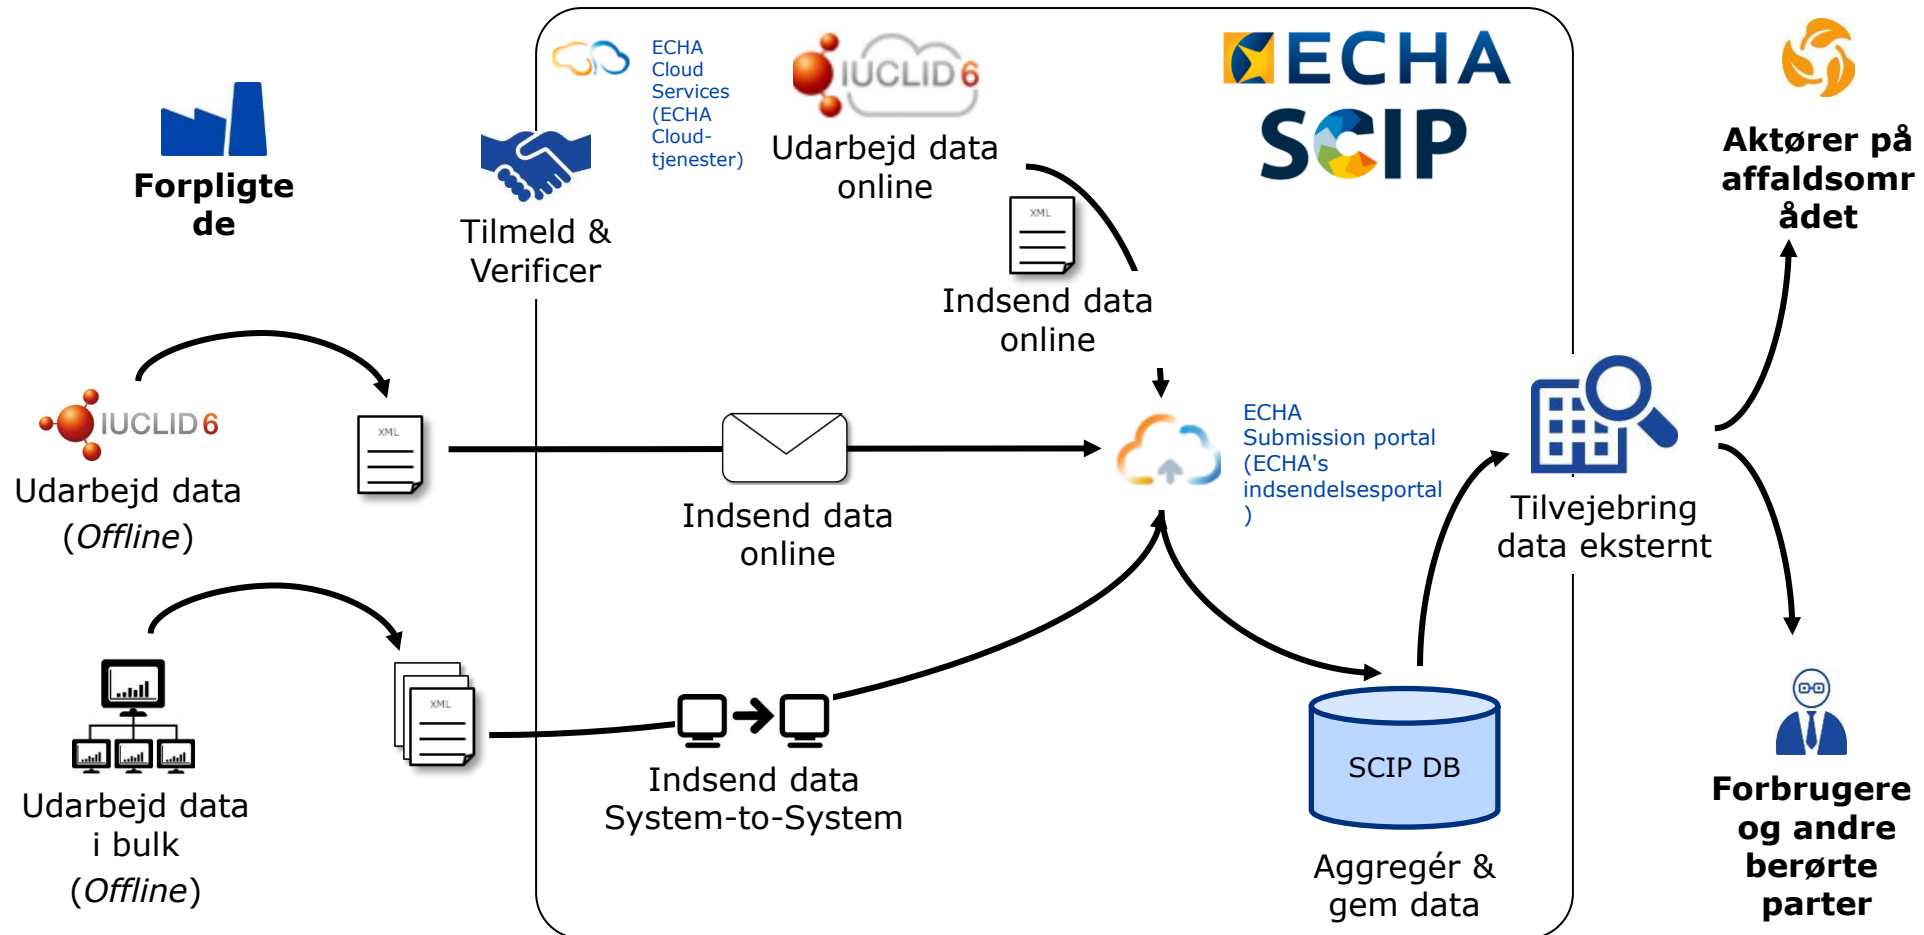 Forpligte
de
IUCLID 6
Udarbejd data
(Offline)
XML
Udarbejd data
i bulk
(Offline)
XML
Tilmeld &
Verificer
ECHA
Cloud
Services
(ECHA
Cloud-
tjenester)
IUCLID 6
Udarbejd data
online
XML
Indsend data
online
Indsend data
online
Indsend data
System-to-System
ECHA
SCIP
ECHA
Submission portal
(ECHA's
indsendelsesportal
)
SCIP DB
Aggregér &
gem data
Tilvejebring
data eksternt
Aktører på
affaldsomr
ådet
Forbrugere
og andre
berørte
parter